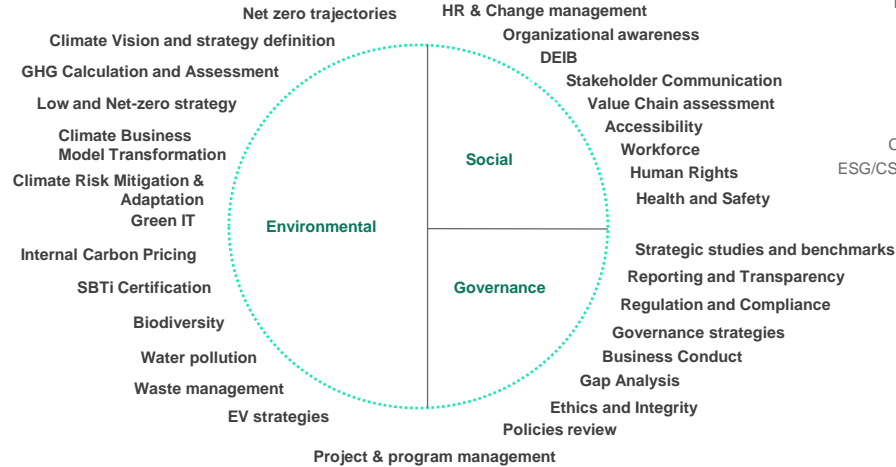 Net zero trajectories
Climate Vision and strategy definition
GHG Calculation and Assessment
Low and Net-zero strategy
Climate Business
Model Transformation
Climate Risk Mitigation &
Adaptation
Green IT
Internal Carbon Pricing
SBTi Certification
Biodiversity
Water pollution
Waste management
EV strategies
Project & program management
Environmental
Social
Governance
HR & Change management
Organizational awareness
DEIB
Stakeholder Communication
Value Chain assessment
Accessibility
Workforce
Human Rights
Health and Safety
Strategic studies and benchmarks
Reporting and Transparency
Regulation and Compliance
Governance strategies
Business Conduct
Gap Analysis
Ethics and Integrity
Policies review
ESG/CS